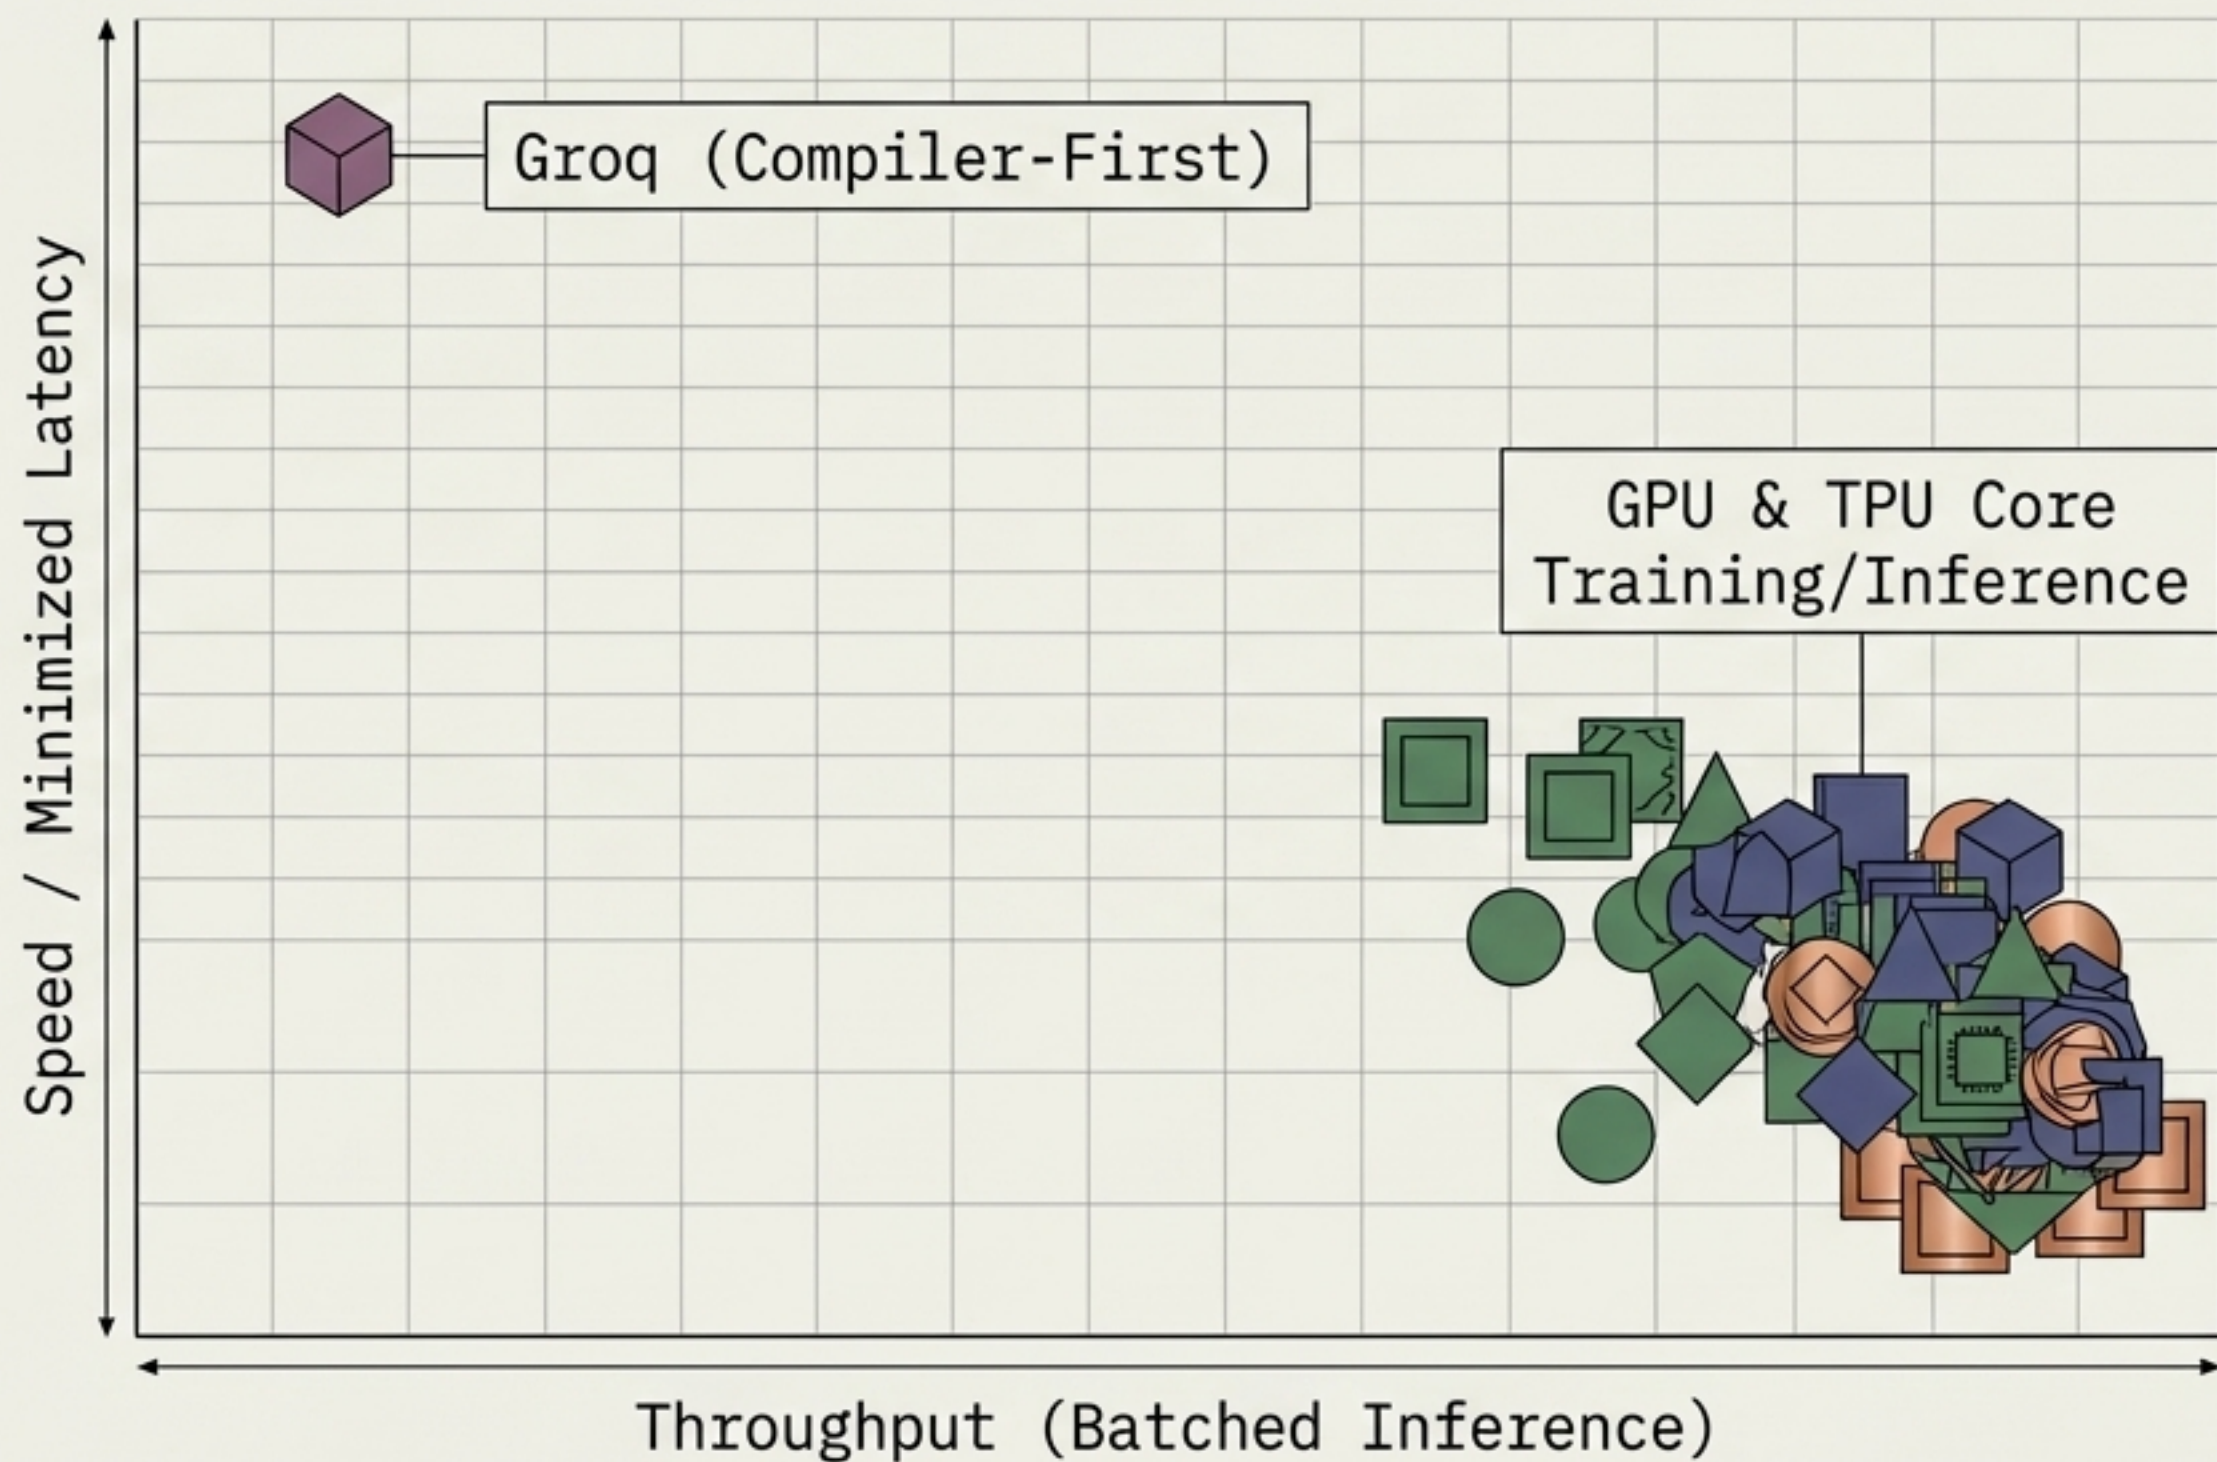 Groq (Compiler-First)
GPU & TPU Core
Training/Inference
Speed / Minimized Latency
Throughput (Batched Inference)